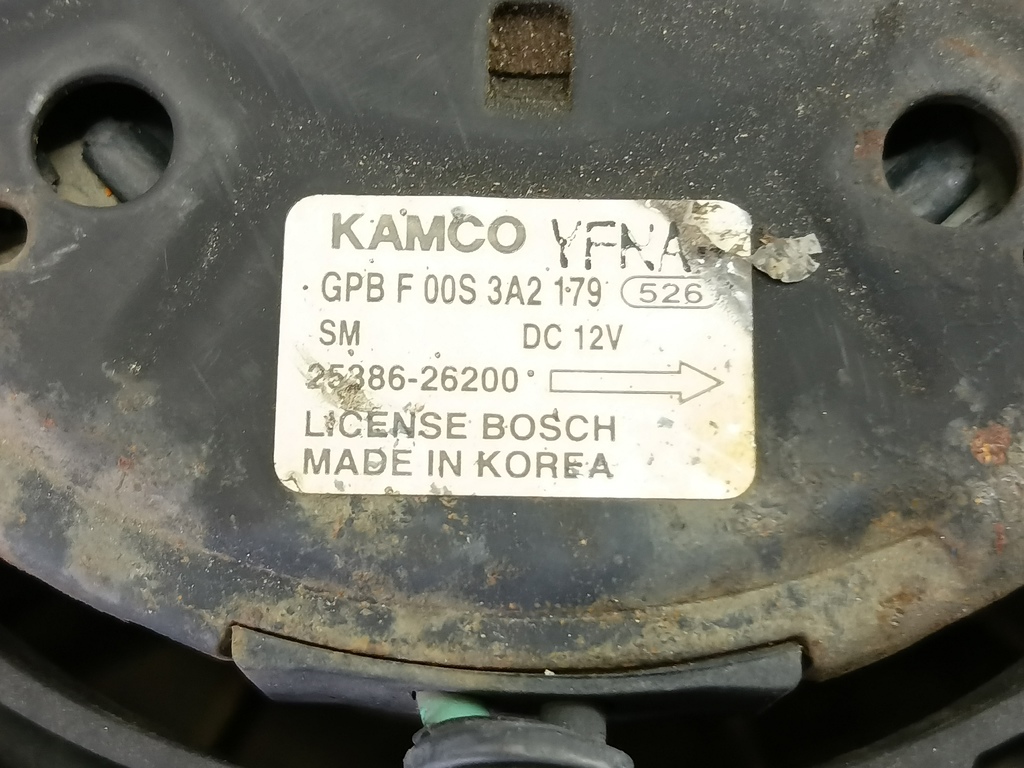 KAMCO YFNA
GPB F 00S 3A2 179 526
SM DC 12V
25386-26200
LICENSE BOSCH
MADE IN KOREA